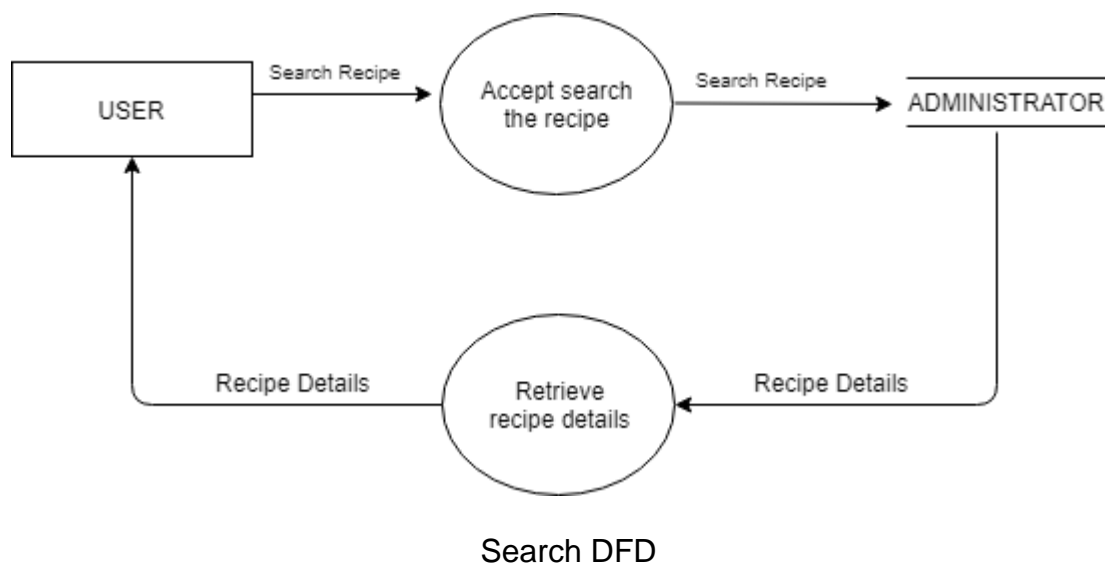 Search Recipe
Search Recipe
USER
Accept search
the recipe
ADMINISTRATOR
Recipe Details
Recipe Details
Retrieve
recipe details
Search DFD